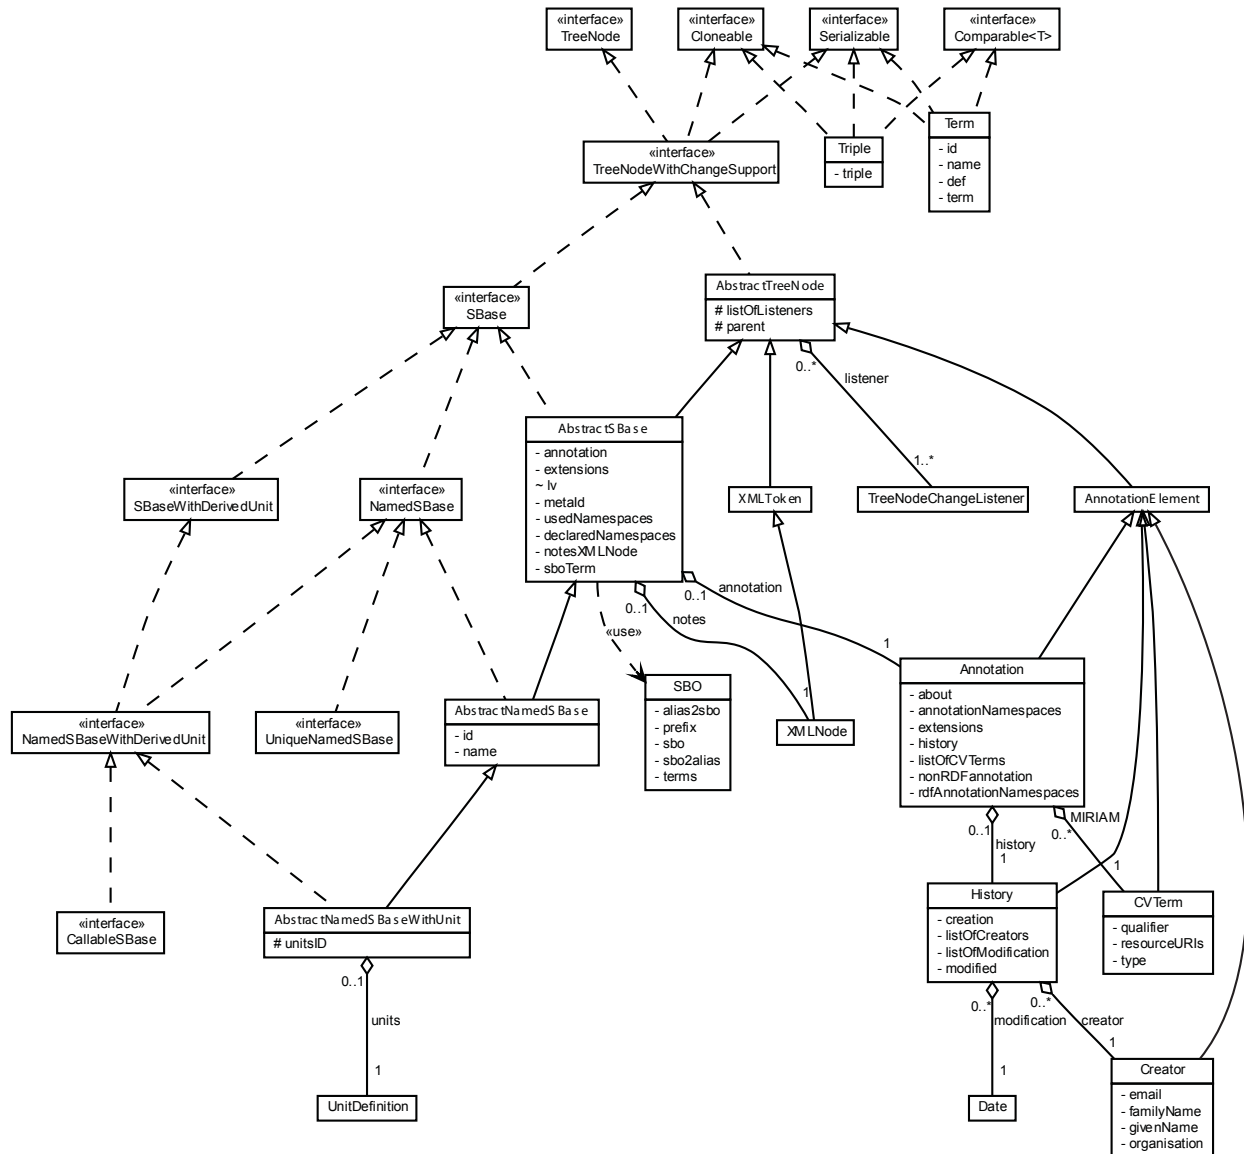 «interface»
TreeNode
«interface»
Cloneable
«interface»
Serializable
«interface»
Comparable<T>
«interface»
TreeNodeWithChangeSupport
Triple
- triple
Term
- id
- name
- def
- term
«interface»
SBase
AbstractTreeNode
# listOfListeners
# parent
0..*
listener
1..*
«interface»
SBaseWithDerivedUnit
«interface»
NamedSBase
AbstractSBase
- annotation
- extensions
~ lv
- metaId
- usedNamespaces
- declaredNamespaces
- notesXMLNode
- sboTerm
XMLToken
TreeNodeChangeListener
AnnotationElement
0..1
annotation
1
0..1
notes
1
«use»
«interface»
NamedSBaseWithDerivedUnit
«interface»
UniqueNamedSBase
AbstractNamedSBase
- id
- name
SBO
- alias2sbo
- prefix
- sbo
- sbo2alias
- terms
XMLNode
Annotation
- about
- annotationNamespaces
- extensions
- history
- listOfCVTerms
- nonRDFannotation
- rdfAnnotationNamespaces
0..1
history
1
0..*
MIRIAM
1
«interface»
CallableSBase
AbstractNamedSBaseWithUnit
# unitsID
History
- creation
- listOfCreators
- listOfModification
- modified
CVTerm
- qualifier
- resourceURIs
- type
0..1
units
1
0..*
modification
1
0..*
creator
1
UnitDefinition
Date
Creator
- email
- familyName
- givenName
- organisation